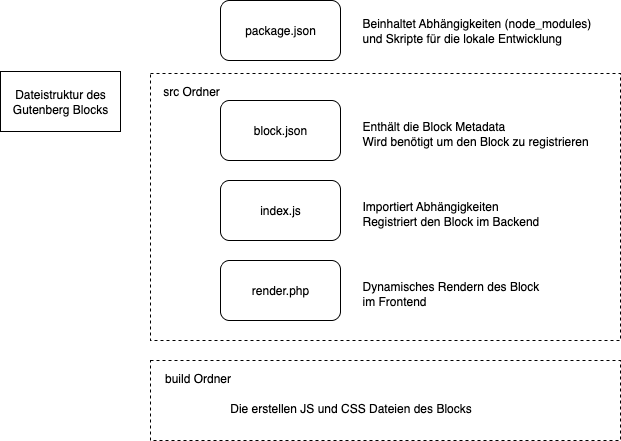 package.json
Beinhaltet Abhängigkeiten (node_modules)
und Skripte für die lokale Entwicklung
Dateistruktur des
Gutenberg Blocks
src Ordner
block.json
Enthält die Block Metadata
Wird benötigt um den Block zu registrieren
index.js
Importiert Abhängigkeiten
Registriert den Block im Backend
render.php
Dynamisches Rendern des Block
im Frontend
build Ordner
Die erstellen JS und CSS Dateien des Blocks